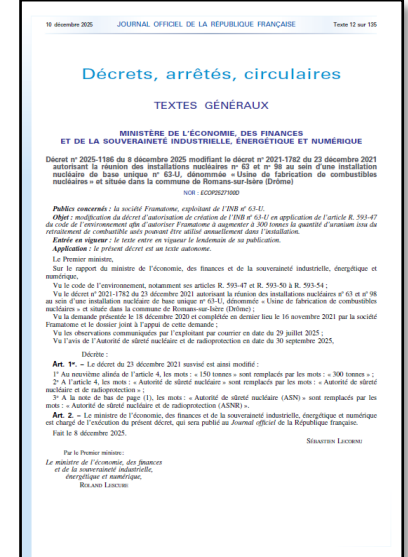 10 décembre 2025 JOURNAL OFFICIEL DE LA RÉPUBLIQUE FRANÇAISE Texte 12 sur 135
Décrets, arrêtés, circulaires
TEXTES GÉNÉRAUX
MINISTÈRE DE L'ÉCONOMIE, DES FINANCES
ET DE LA SOUVERAINETÉ INDUSTRIELLE, ÉNERGÉTIQUE ET NUMÉRIQUE
Décret nº 2025-1186 du 8 décembre 2025 modifiant le décret nº 2021-1782 du 23 décembre 2021
autorisant la réunion des installations nucléaires nº 63 et nº 98 au sein d'une installation
nucléaire de base unique nº 63-U, dénommée « Usine de fabrication de combustibles
nucléaires » et située dans la commune de Romans-sur-Isère (Drôme)
NOR : ECOP2527100D
Publics concernés : la société Framatome, exploitant de l'INB nº 63-U.
Objet : modification du décret d'autorisation de création de l'INB nº 63-U en application de l'article R. 593-47
du code de l'environnement afin d'autoriser Framatome à augmenter à 300 tonnes la quantité d'uranium issu du
retraitement de combustible usés pouvant être utilisé annuellement dans l'installation.
Entrée en vigueur : le texte entre en vigueur le lendemain de sa publication.
Application : le présent décret est un texte autonome.
Le Premier ministre,
Sur le rapport du ministre de l'économie, des finances et de la souveraineté industrielle, énergétique et
numérique,
Vu le code de l'environnement, notamment ses articles R. 593-47 et R. 593-50 à R. 593-54 ;
Vu le décret nº 2021-1782 du 23 décembre 2021 autorisant la réunion des installations nucléaires nº 63 et nº 98
au sein d'une installation nucléaire de base unique nº 63-U, dénommée « Usine de fabrication de combustibles
nucléaires » et située dans la commune de Romans-sur-Isère (Drôme) ;
Vu la demande présentée le 18 décembre 2020 et complétée en dernier lieu le 16 novembre 2021 par la société
Framatome et le dossier joint à l'appui de cette demande ;
Vu les observations communiquées par l'exploitant par courrier en date du 29 juillet 2025 ;
Vu l'avis de l'Autorité de sûreté nucléaire et de radioprotection en date du 30 septembre 2025,
Décrète :
Art. 1er. – Le décret du 23 décembre 2021 susvisé est ainsi modifié :
1º Au neuvième alinéa de l'article 4, les mots : « 150 tonnes » sont remplacés par les mots : « 300 tonnes » ;
2º A l'article 4, les mots : « Autorité de sûreté nucléaire » sont remplacés par les mots : « Autorité de sûreté
nucléaire et de radioprotection » ;
3º A la note de bas de page (1), les mots : « Autorité de sûreté nucléaire (ASN) » sont remplacés par les
mots : « Autorité de sûreté nucléaire et de radioprotection (ASNR) ».
Art. 2. – Le ministre de l'économie, des finances et de la souveraineté industrielle, énergétique et numérique
est chargé de l'exécution du présent décret, qui sera publié au Journal officiel de la République française.
Fait le 8 décembre 2025.
SÉBASTIEN LECORNU
Par le Premier ministre :
Le ministre de l'économie, des finances
et de la souveraineté industrielle,
énergétique et numérique,
ROLAND LESCURE